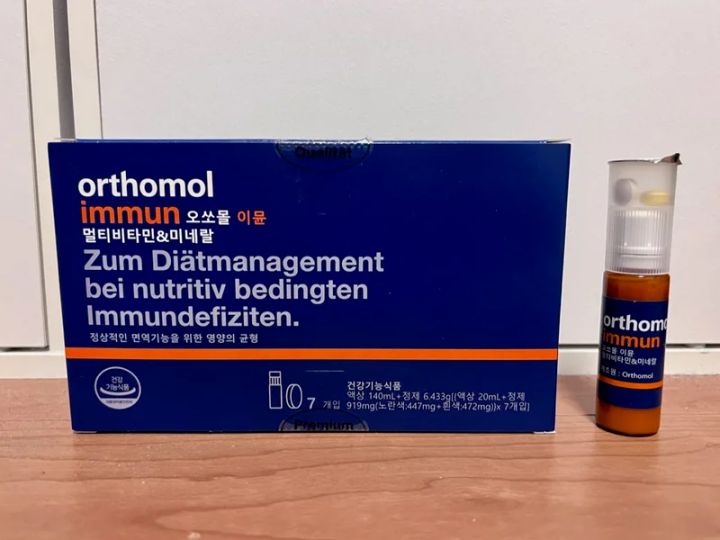 Qualität
orthomol
immun 오쏘몰 이뮨
멀티비타민&미네랄
Zum Diätmanagement
bei nutritiv bedingten
Immundefiziten.
정상적인 면역기능을 위한 영양의 균형
건강
기능식품
7 개입
건강기능식품
액상 140mL+정제 6.433g[(액상 20mL+정제
919mg(노란색:447mg+흰색:472mg))x 7개입]
Premium
orthomo
immun
오쏘몰 이뮨
멀티비타민&미네랄
제조원 : Orthomol